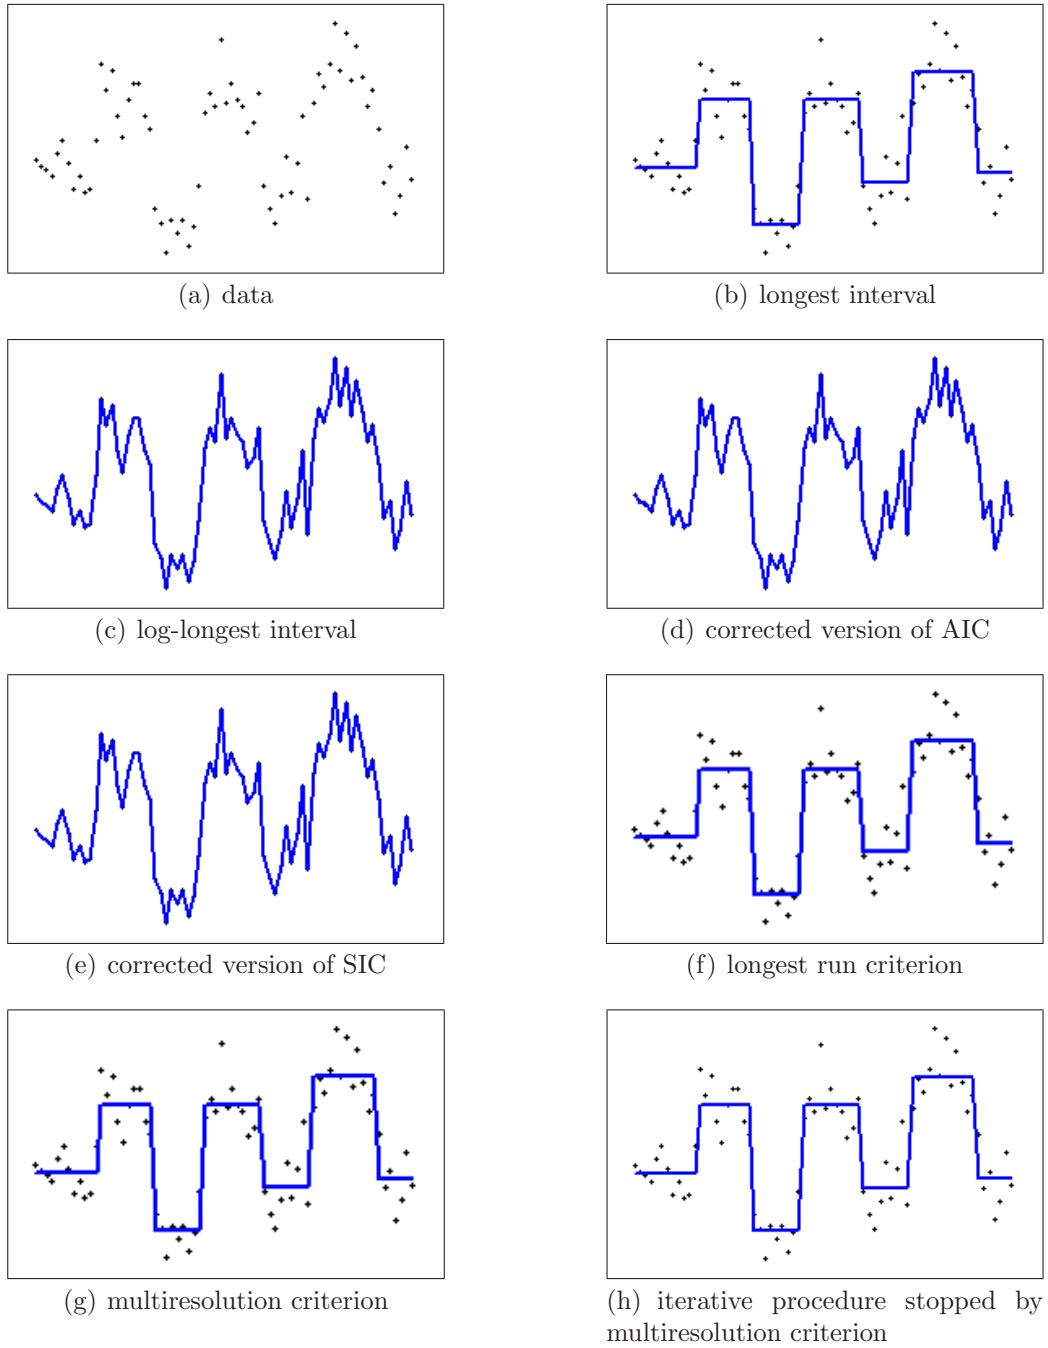 (a) data
(b) longest interval
(c) log-longest interval
(d) corrected version of AIC
(e) corrected version of SIC
(f) longest run criterion
(g) multiresolution criterion
(h) iterative procedure stopped by
multiresolution criterion